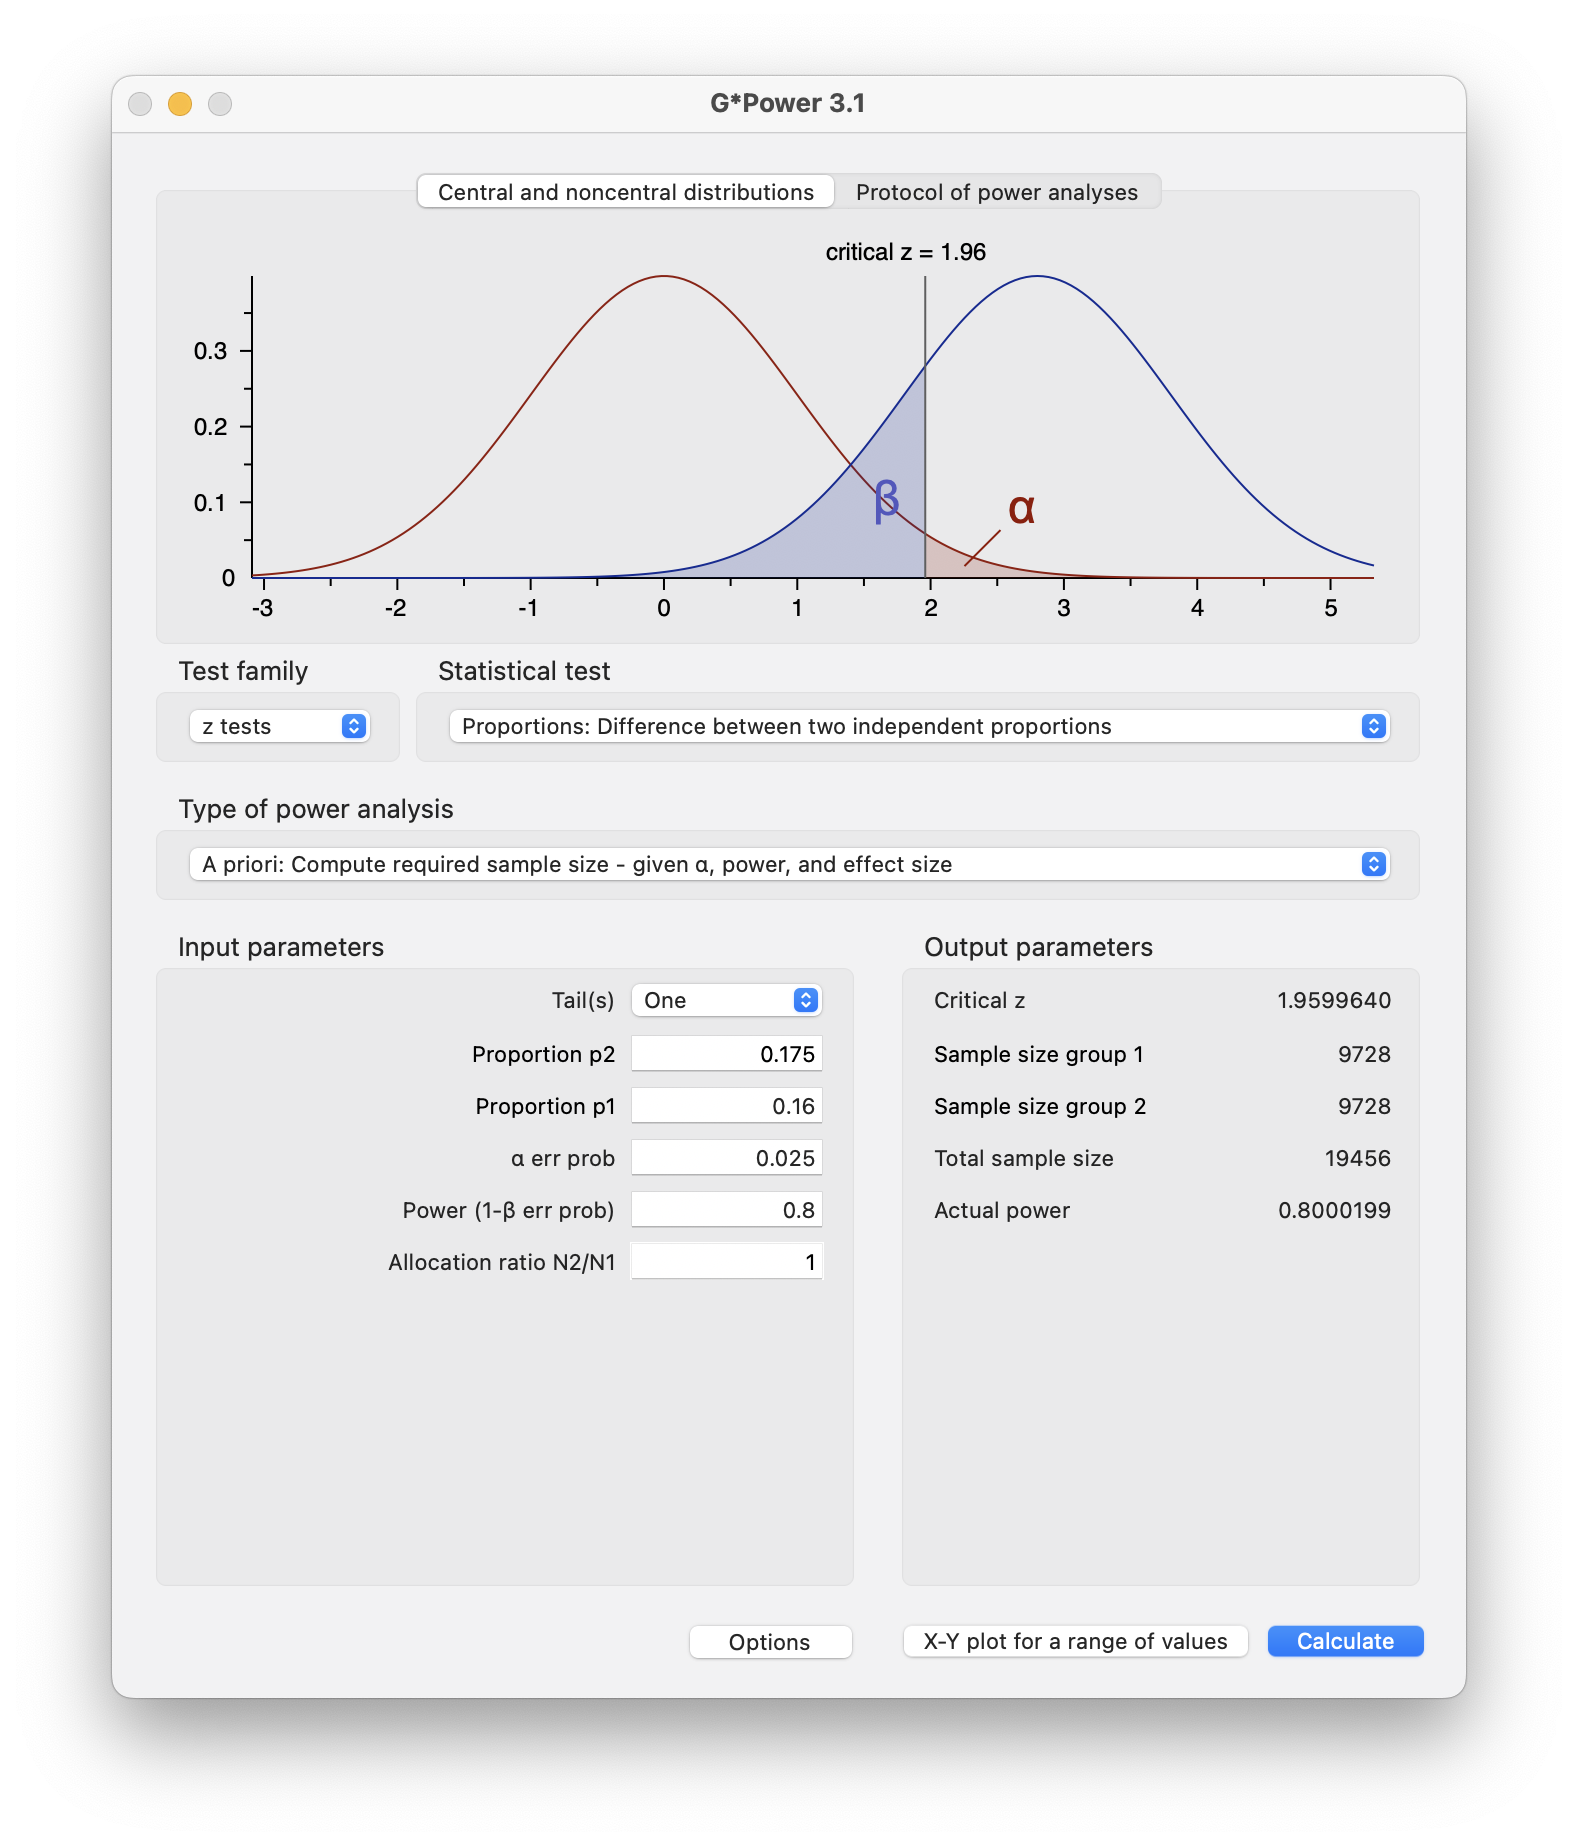 G*Power 3.1
Central and noncentral distributions
Protocol of power analyses
critical z = 1.96
0.3
0.2
0.1
0
β
α
-3
-2
-1
0
1
2
3
4
5
Test family
Statistical test
z tests
Proportions: Difference between two independent proportions
Type of power analysis
A priori: Compute required sample size - given α, power, and effect size
Input parameters
Tail(s) One
Proportion p2 0.175
Proportion p1 0.16
α err prob 0.025
Power (1-β err prob) 0.8
Allocation ratio N2/N1 1
Output parameters
Critical z 1.9599640
Sample size group 1 9728
Sample size group 2 9728
Total sample size 19456
Actual power 0.8000199
Options
X-Y plot for a range of values
Calculate